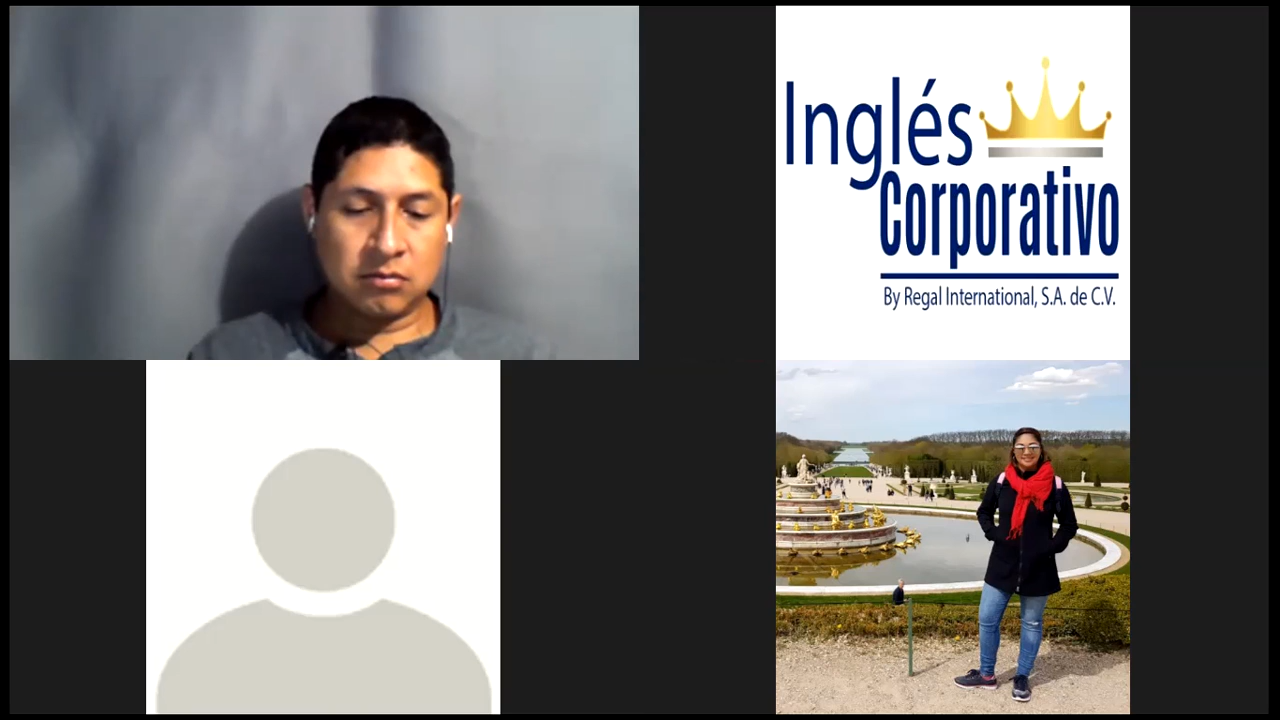 Inglés
Corporativo
By Regal International, S.A. de C.V.